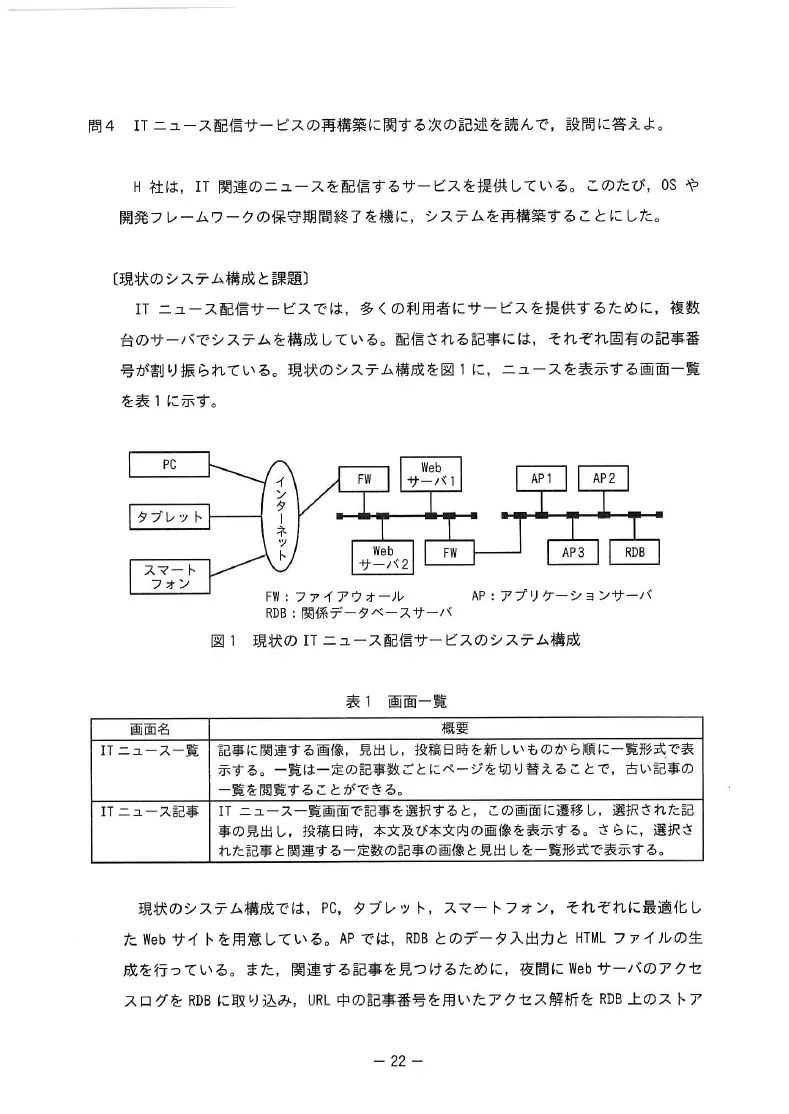 問4 IT ニュース配信サービスの再構築に関する次の記述を読んで，設問に答えよ。
H 社は，IT 関連のニュースを配信するサービスを提供している。このたび，OS や
開発フレームワークの保守期間終了を機に，システムを再構築することにした。
〔現状のシステム構成と課題〕
IT ニュース配信サービスでは，多くの利用者にサービスを提供するために，複数
台のサーバでシステムを構成している。配信される記事には，それぞれ固有の記事番
号が割り振られている。現状のシステム構成を図1に，ニュースを表示する画面一覧
を表1に示す。
PC
タブレット
スマート
フォン
インターネット
FW
Web
サーバ1
Web
サーバ2
FW
AP1
AP2
AP3
RDB
FW：ファイアウォール AP：アプリケーションサーバ
RDB：関係データベースサーバ
図1 現状の IT ニュース配信サービスのシステム構成
表1 画面一覧
画面名 概要
IT ニュース一覧 記事に関連する画像，見出し，投稿日時を新しいものから順に一覧形式で表
示する。一覧は一定の記事数ごとにページを切り替えることで，古い記事の
一覧を閲覧することができる。
IT ニュース記事 IT ニュース一覧画面で記事を選択すると，この画面に遷移し，選択された記
事の見出し，投稿日時，本文及び本文内の画像を表示する。さらに，選択さ
れた記事と関連する一定数の記事の画像と見出しを一覧形式で表示する。
現状のシステム構成では，PC，タブレット，スマートフォン，それぞれに最適化し
た Web サイトを用意している。AP では，RDB とのデータ入出力と HTML ファイルの生
成を行っている。また，関連する記事を見つけるために，夜間に Web サーバのアクセ
スログを RDB に取り込み，URL 中の記事番号を用いたアクセス解析を RDB 上のストア
− 22 −